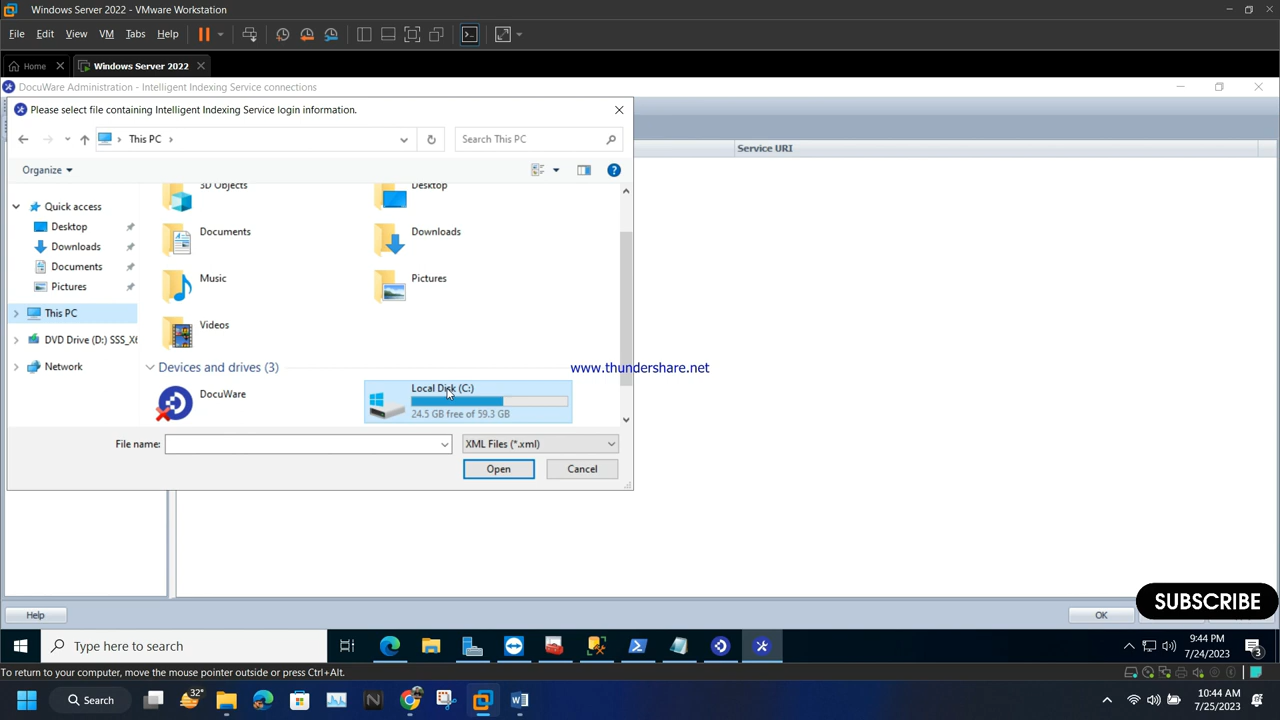 Windows Server 2022 - VMware Workstation
File Edit View VM Tabs Help
Home Windows Server 2022
DocuWare Administration - Intelligent Indexing Service connections
Please select file containing Intelligent Indexing Service login information.
This PC
Search This PC
Service URI
Organize
Quick access
Desktop
Downloads
Documents
Pictures
This PC
DVD Drive (D:) SSS_X6
Network
3D Objects
Desktop
Documents
Downloads
Music
Pictures
Videos
Devices and drives (3)
www.thundershare.net
DocuWare
Local Disk (C:)
24.5 GB free of 59.3 GB
File name:
XML Files (*.xml)
Open
Cancel
Help
OK
SUBSCRIBE
Type here to search
9:44 PM
7/24/2023
3
To return to your computer, move the mouse pointer outside or press Ctrl+Alt.
Search
32°
10:44 AM
7/25/2023